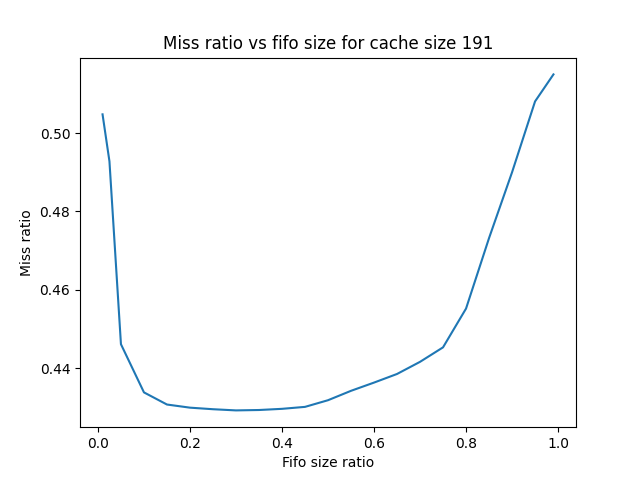 Miss ratio vs fifo size for cache size 191
0.50
0.48
0.46
0.44
Miss ratio
0.0 0.2 0.4 0.6 0.8 1.0
Fifo size ratio